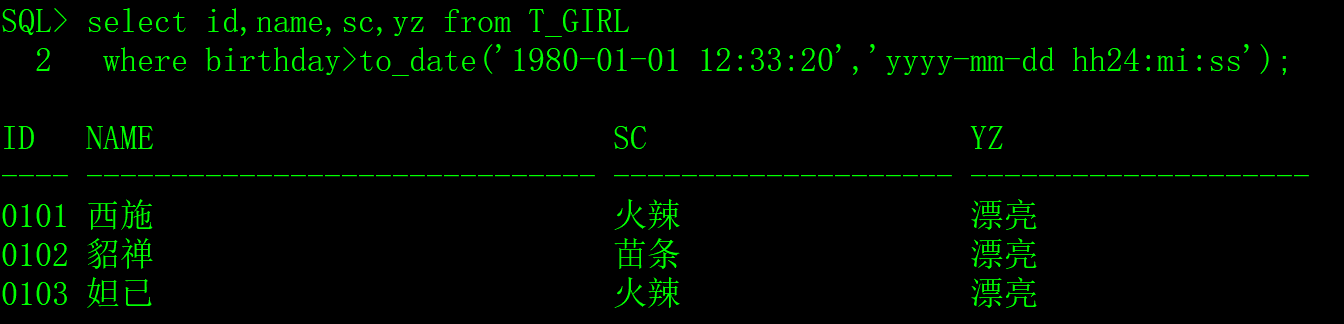 SQL> select id,name,sc,yz from T_GIRL
2 where birthday>to_date('1980-01-01 12:33:20','yyyy-mm-dd hh24:mi:ss');
ID NAME SC YZ
---- ------------------------------ -------------------- --------------------
0101 西施 火辣 漂亮
0102 貂禅 苗条 漂亮
0103 妲己 火辣 漂亮